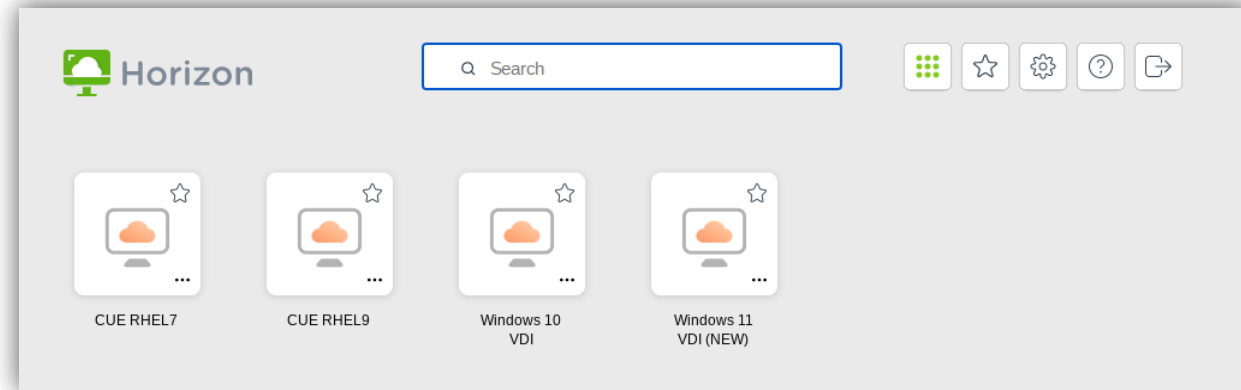 Horizon
Search
CUE RHEL7
CUE RHEL9
Windows 10
VDI
Windows 11
VDI (NEW)